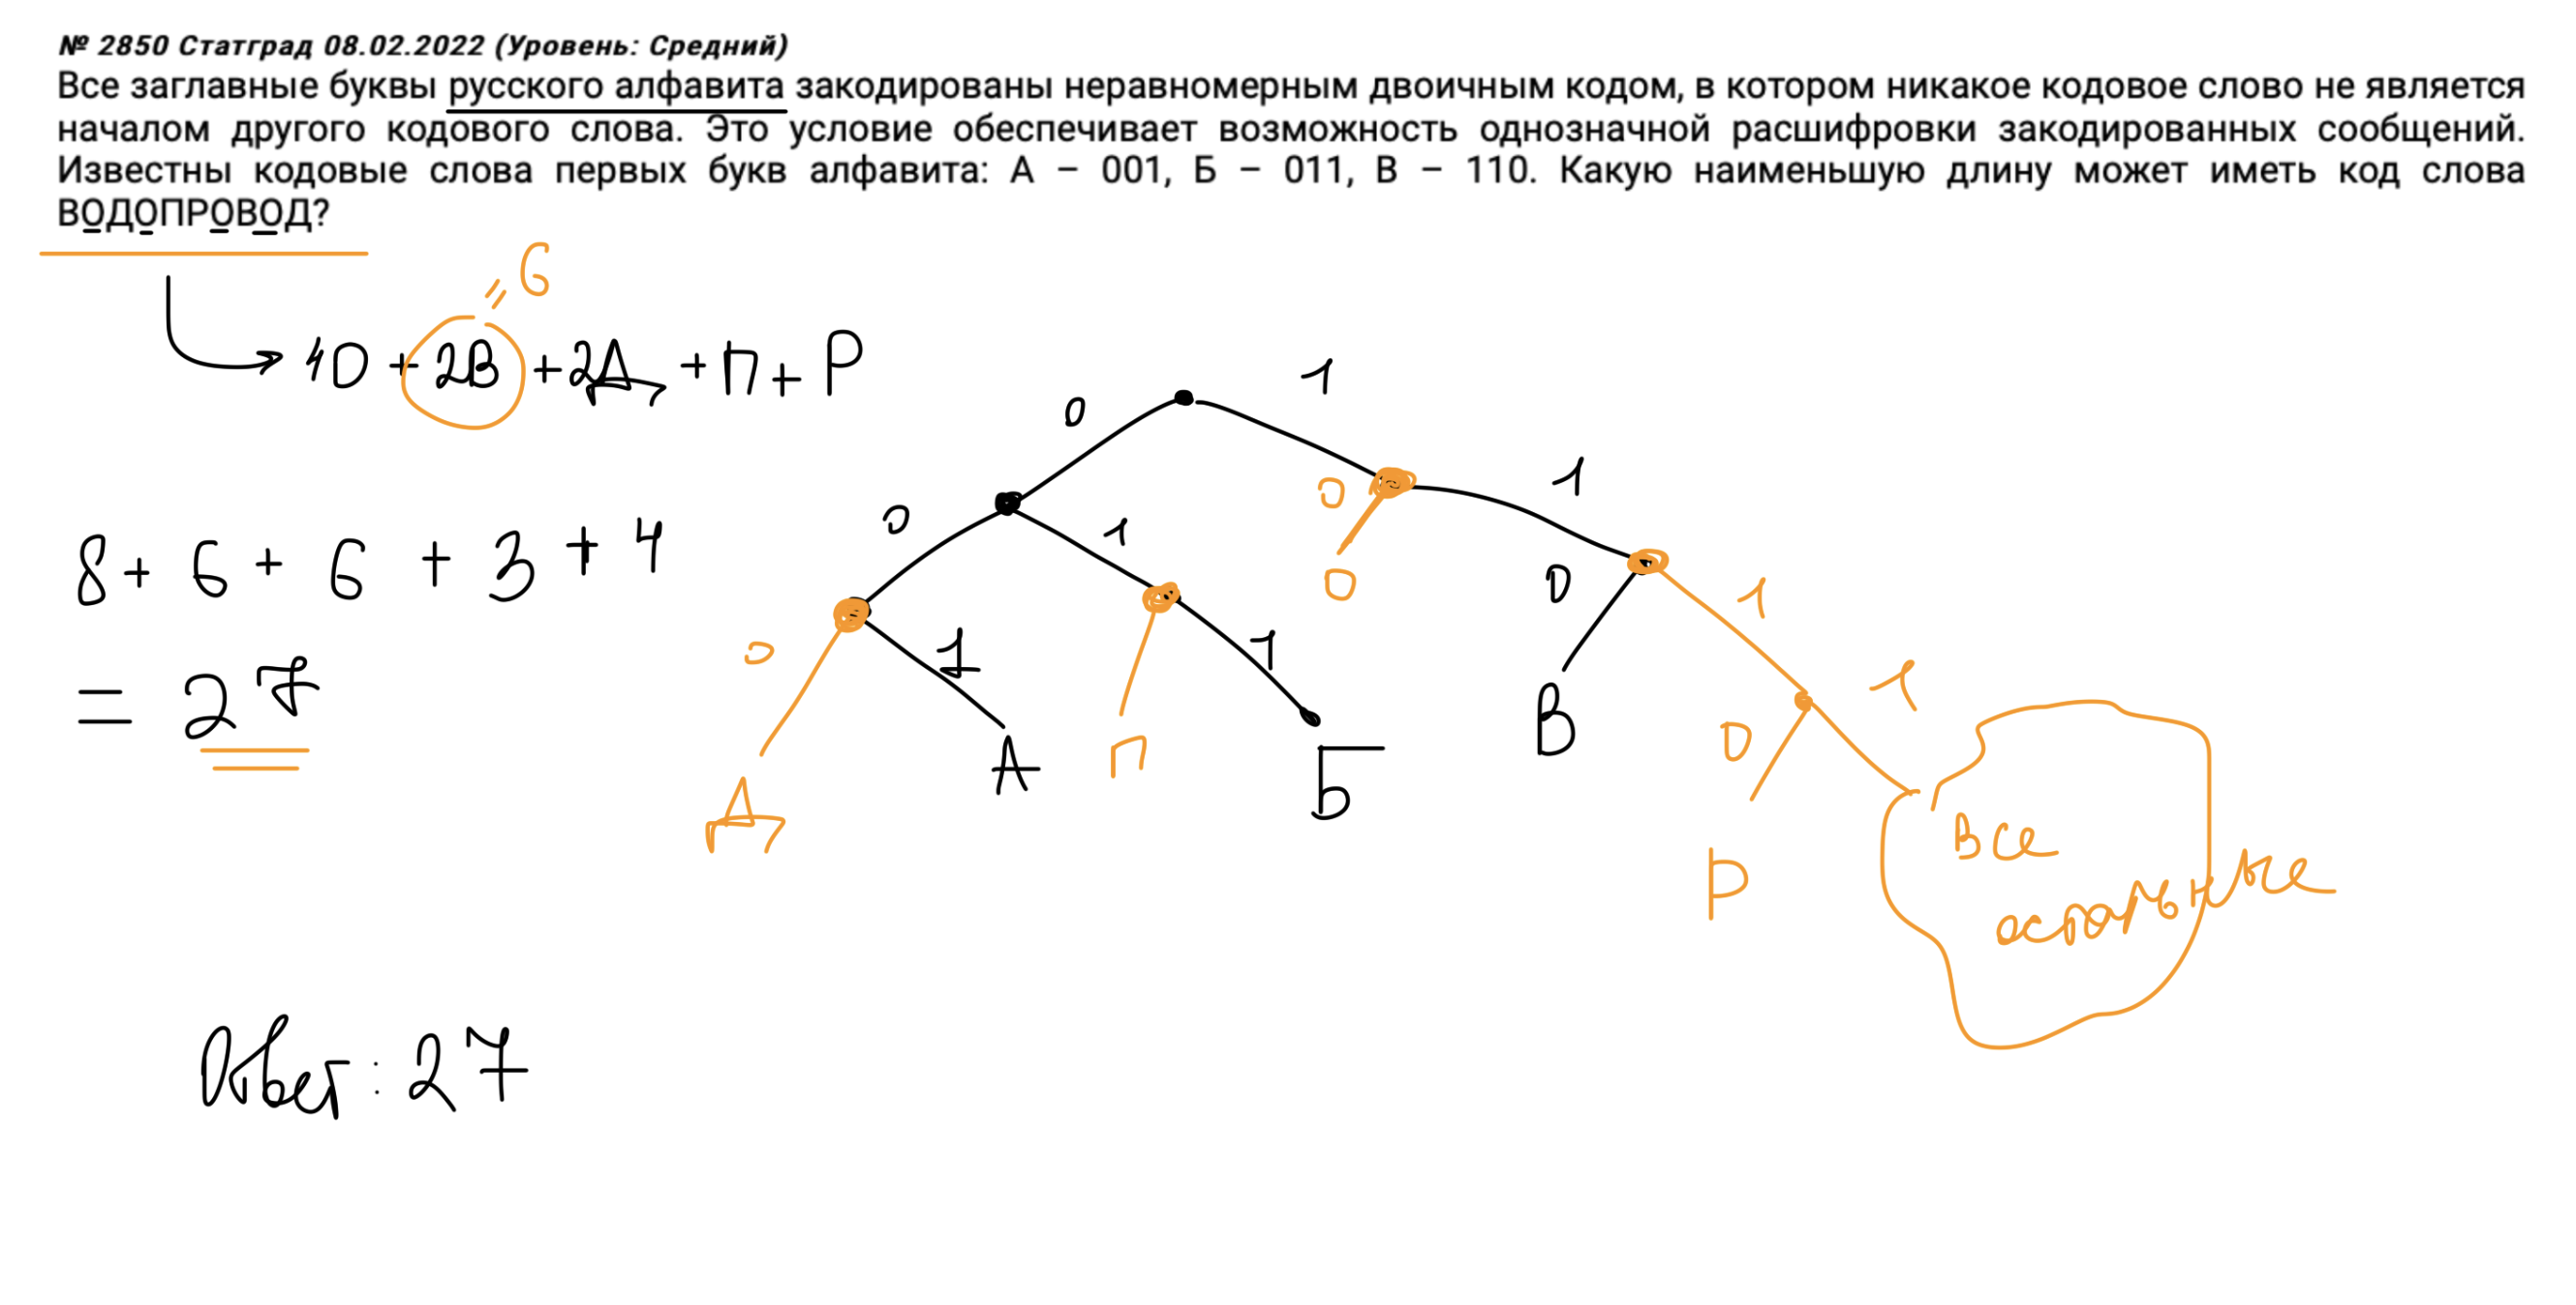 № 2850 Статград 08.02.2022 (Уровень: Средний)
Все заглавные буквы русского алфавита закодированы неравномерным двоичным кодом, в котором никакое кодовое слово не является
началом другого кодового слова. Это условие обеспечивает возможность однозначной расшифровки закодированных сообщений.
Известны кодовые слова первых букв алфавита: А – 001, Б – 011, В – 110. Какую наименьшую длину может иметь код слова
ВОДОПРОВОД?
= 6
4О + 2В + 2Д + П + Р
0 1
0 1 0 1
8 + 6 + 6 + 3 + 4
О 0 1
0 1 1 1
= 27
Д А П Б В 0
Р все
остальные
Ответ: 27